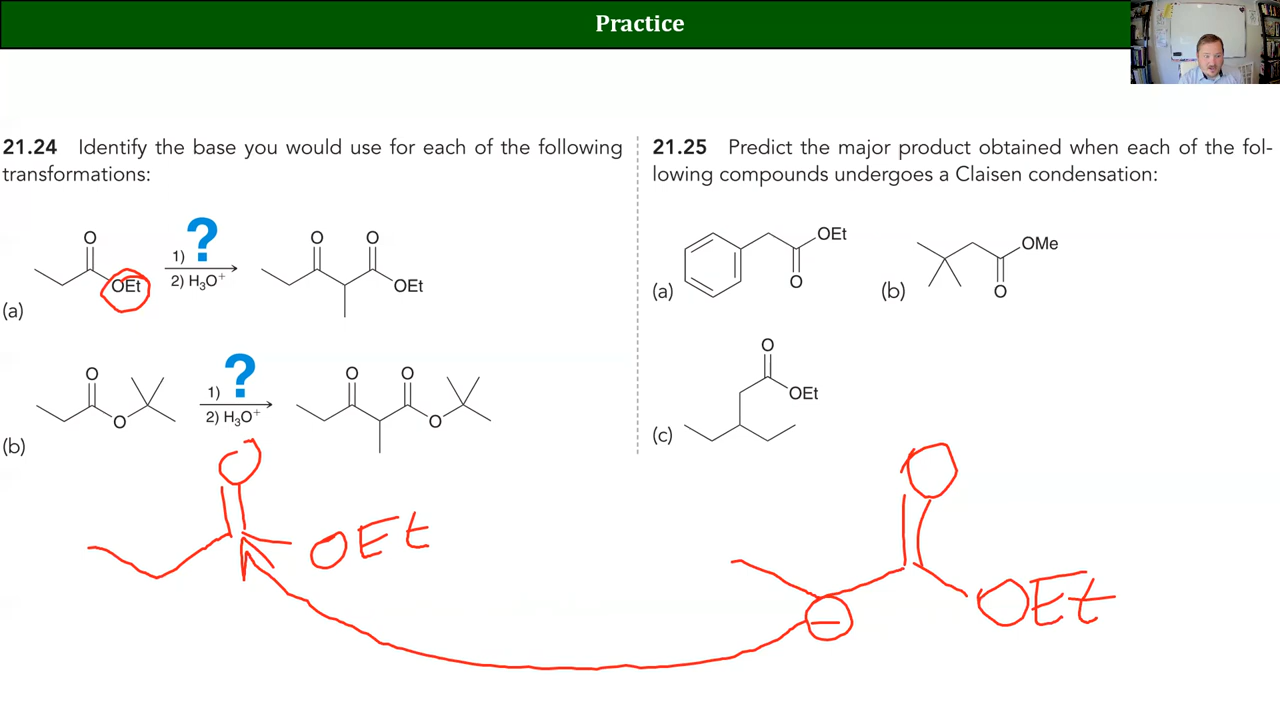 Practice
21.24 Identify the base you would use for each of the following
transformations:
O
OEt
1) ?
2) H₃O⁺
O O
OEt
(a)
O
O
1) ?
2) H₃O⁺
O O
O
(b)
21.25 Predict the major product obtained when each of the fol-
lowing compounds undergoes a Claisen condensation:
OEt
O
(a)
OMe
O
(b)
O
OEt
(c)
O
OEt
O
−
OEt